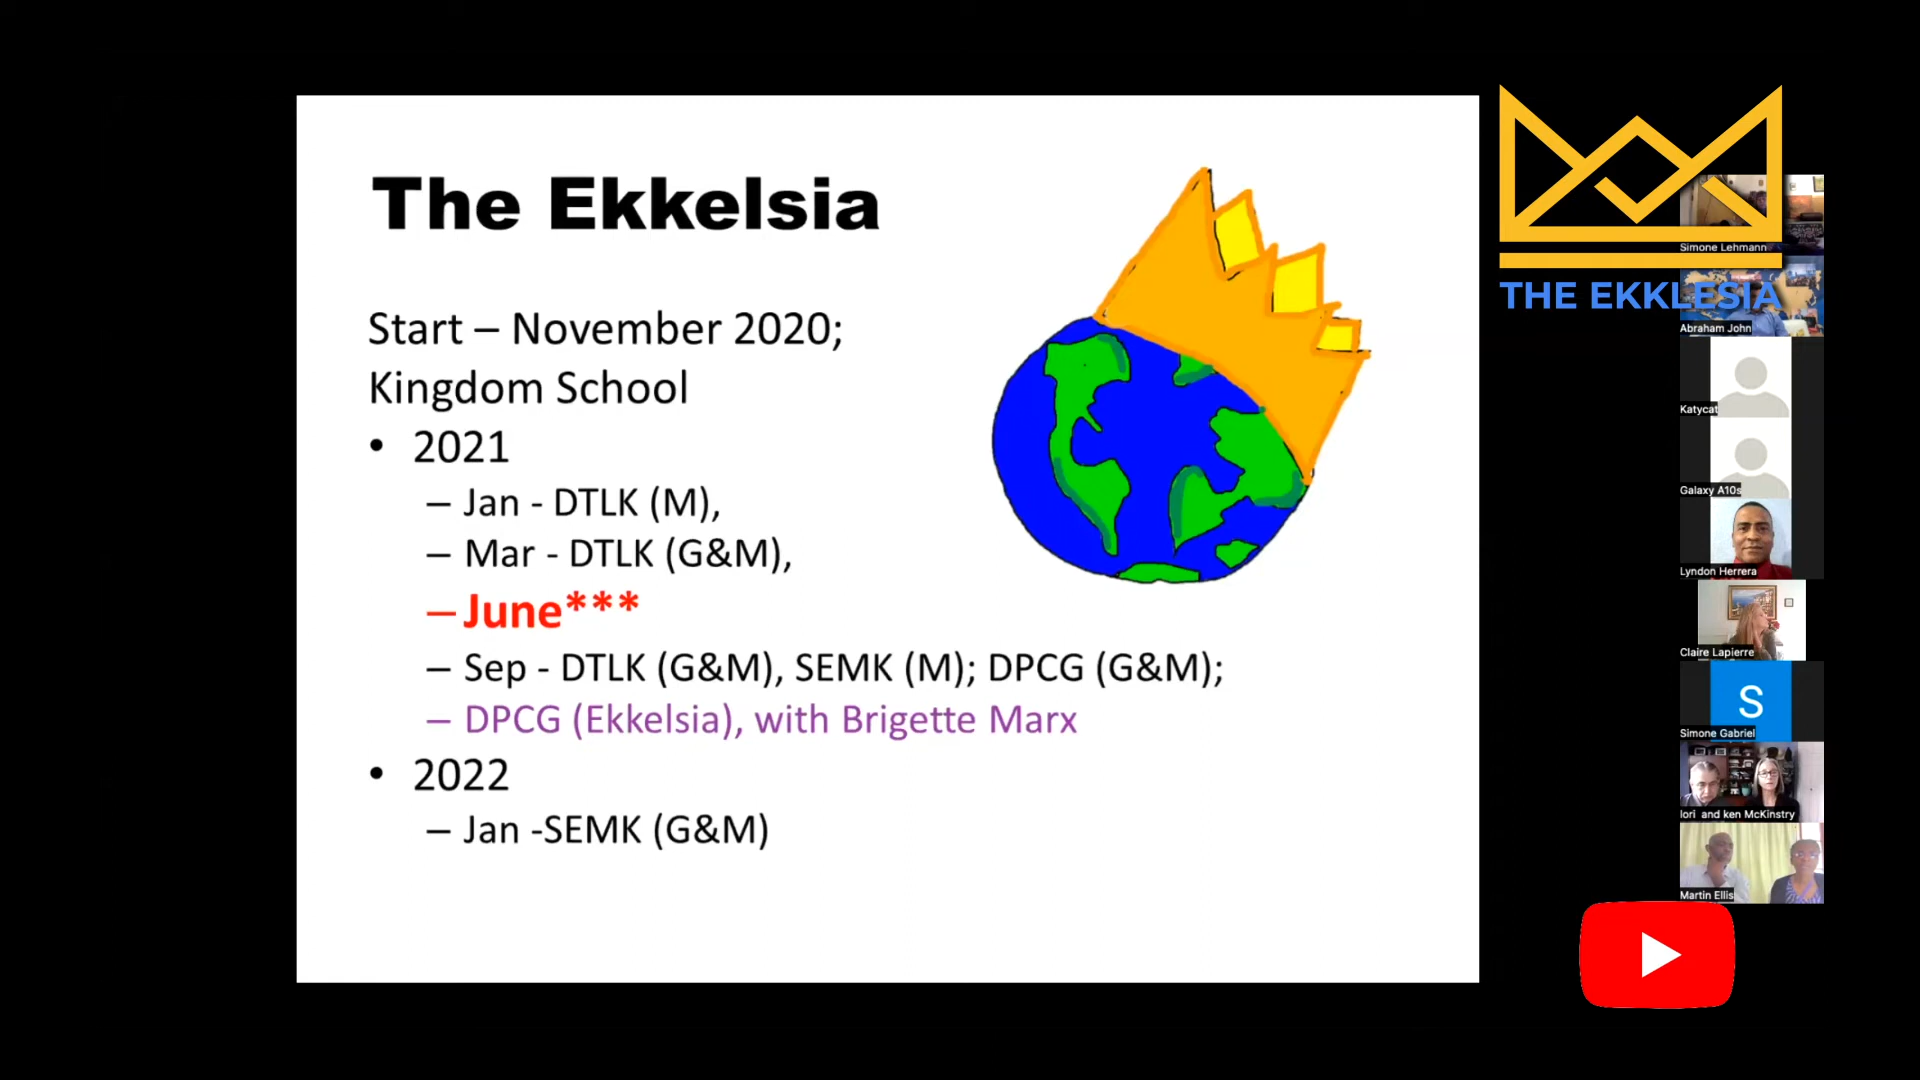 The Ekkelsia
Start – November 2020;
Kingdom School
• 2021
– Jan - DTLK (M),
– Mar - DTLK (G&M),
– June***
– Sep - DTLK (G&M), SEMK (M); DPCG (G&M);
– DPCG (Ekkelsia), with Brigette Marx
• 2022
– Jan -SEMK (G&M)
THE EKKLESIA
Simone Lehmann
Abraham John
Katycat
Galaxy A10s
Lyndon Herrera
Claire Lapierre
S
Simone Gabriel
lori and ken McKinstry
Martin Ellis